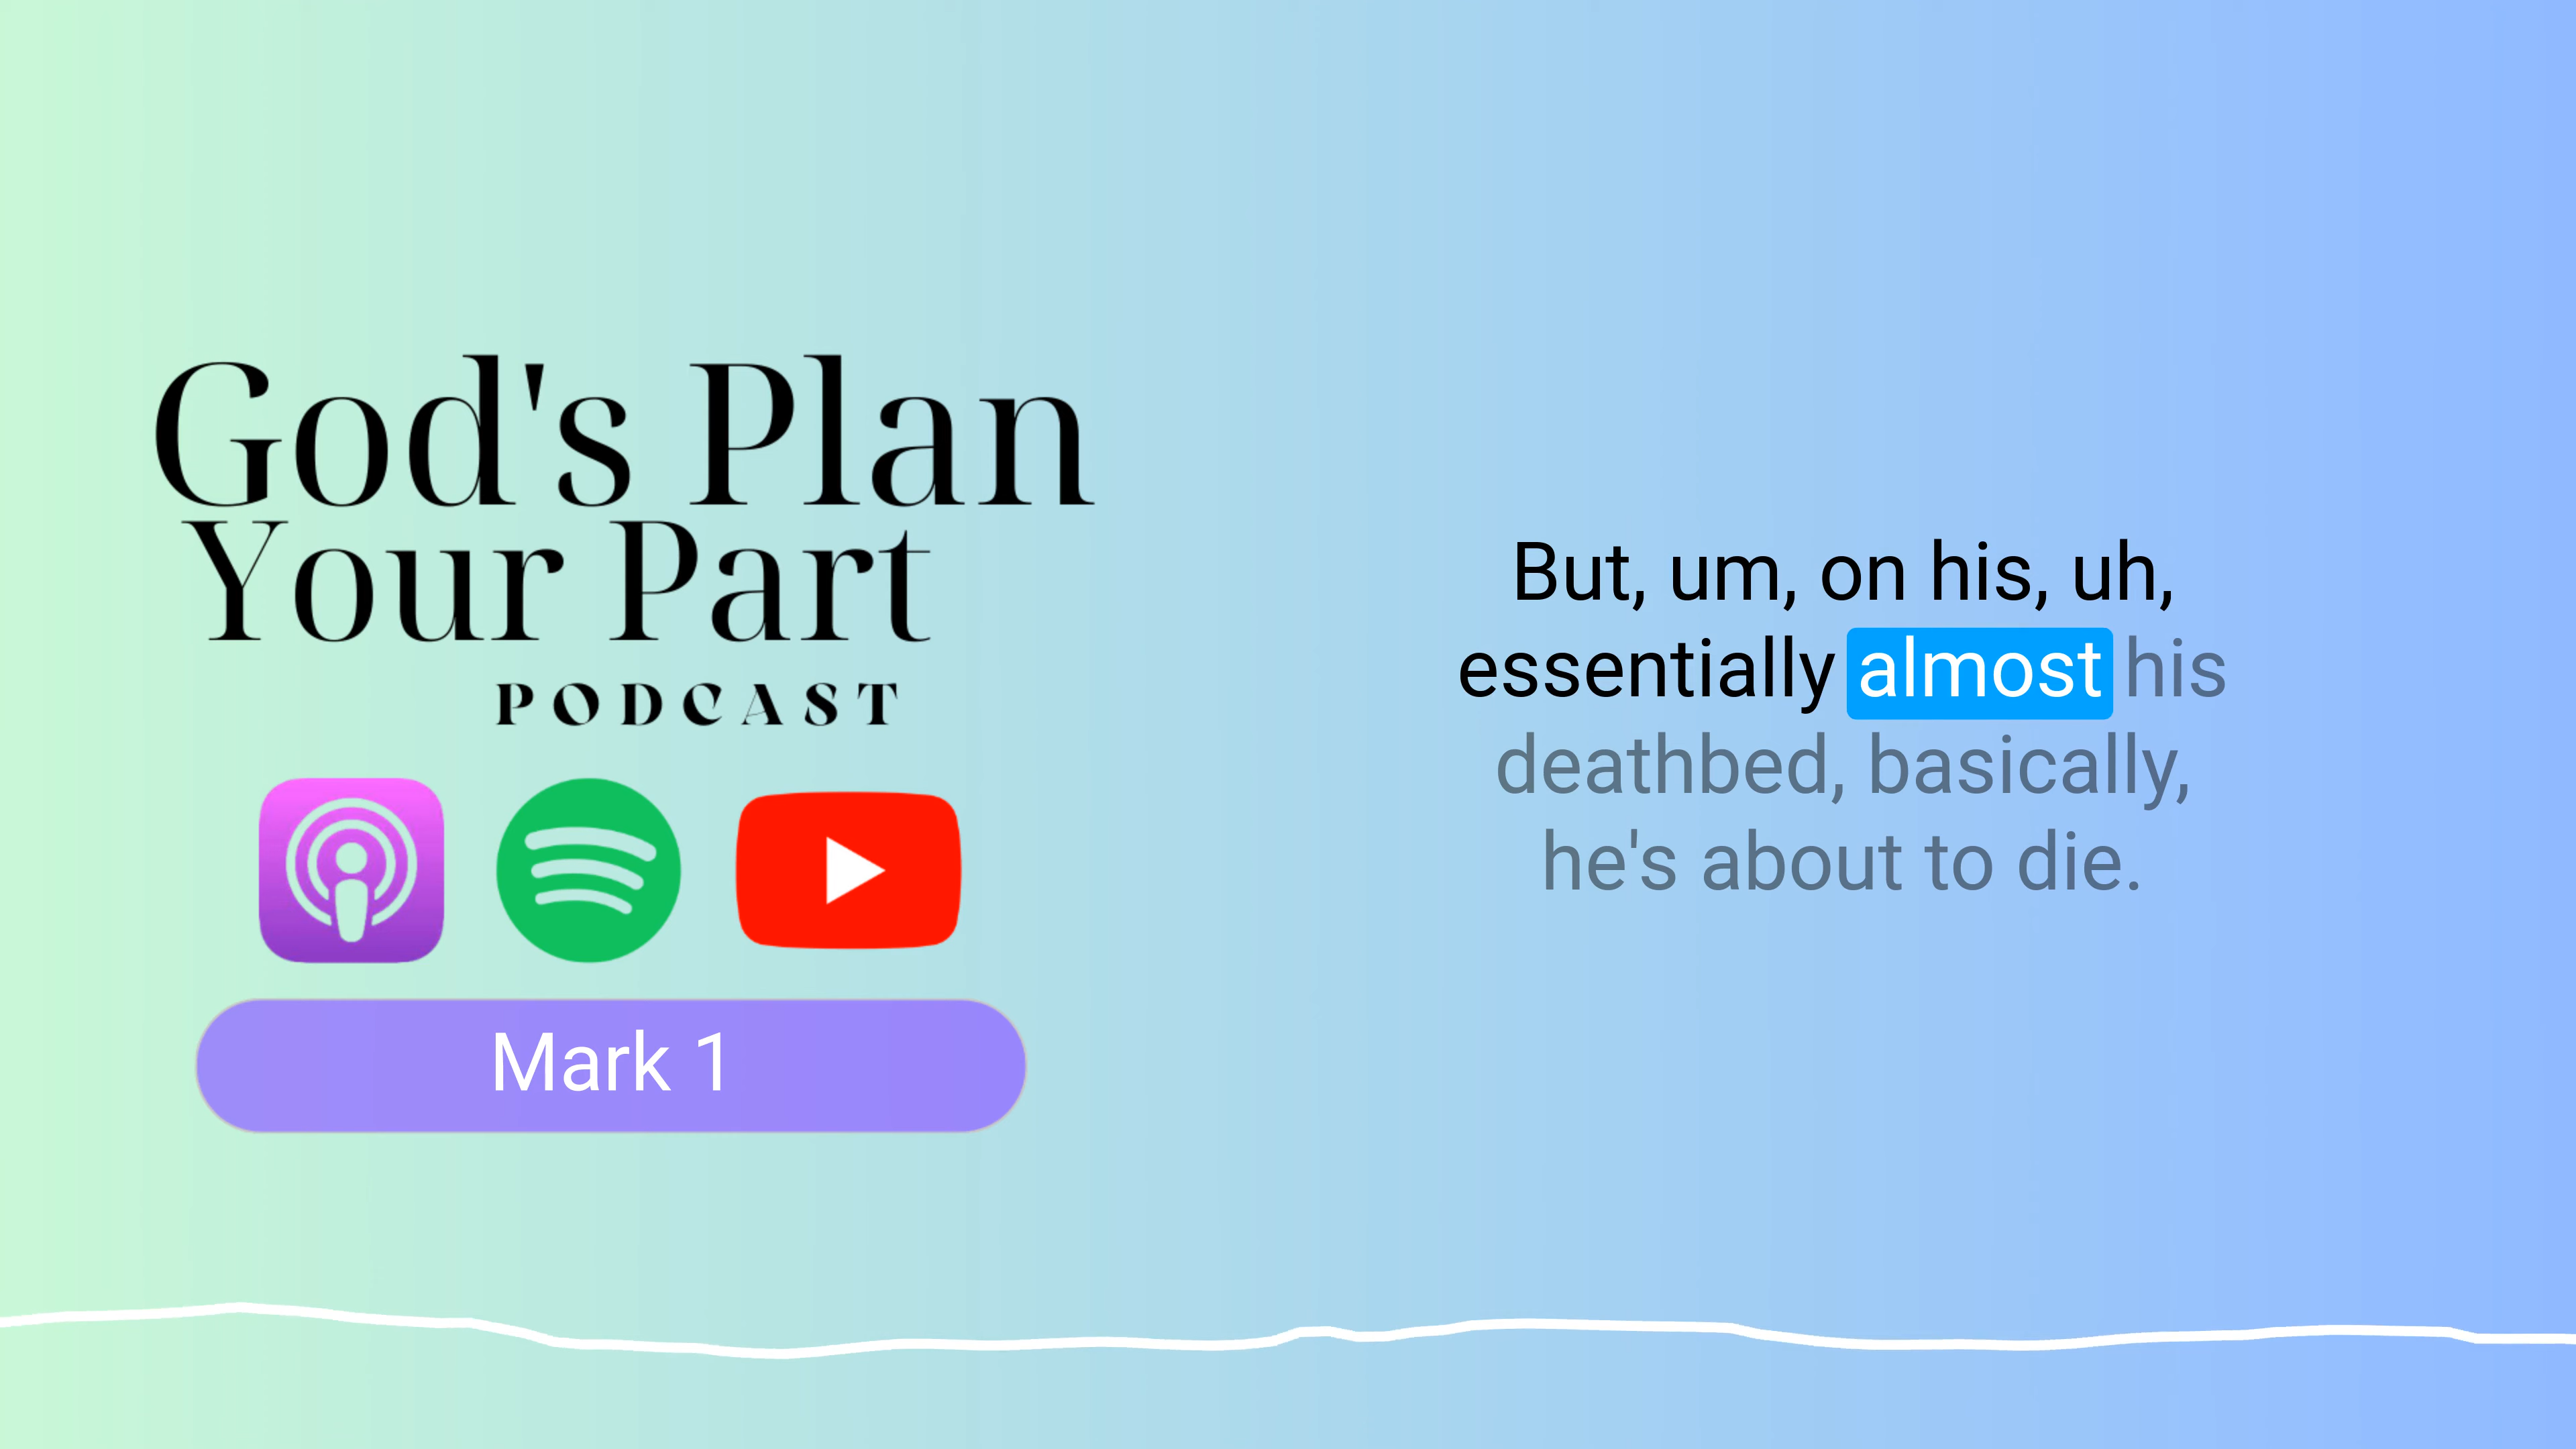 God's Plan
Your Part
PODCAST
Mark 1
But, um, on his, uh,
essentially almost his
deathbed, basically,
he's about to die.